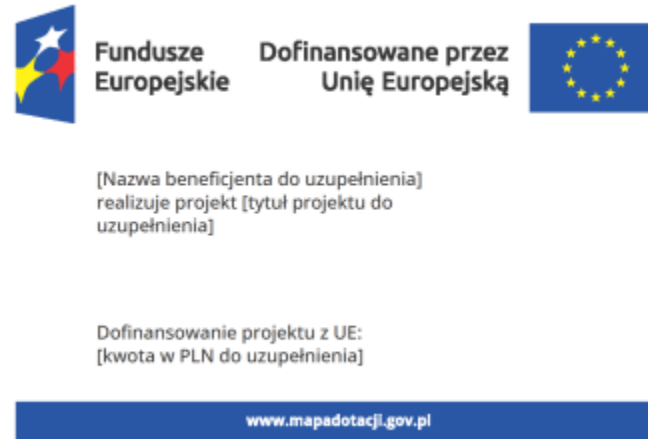 Fundusze
Europejskie
Dofinansowane przez
Unię Europejską
[Nazwa beneficjenta do uzupełnienia]
realizuje projekt [tytuł projektu do
uzupełnienia]
Dofinansowanie projektu z UE:
[kwota w PLN do uzupełnienia]
www.mapadotacji.gov.pl